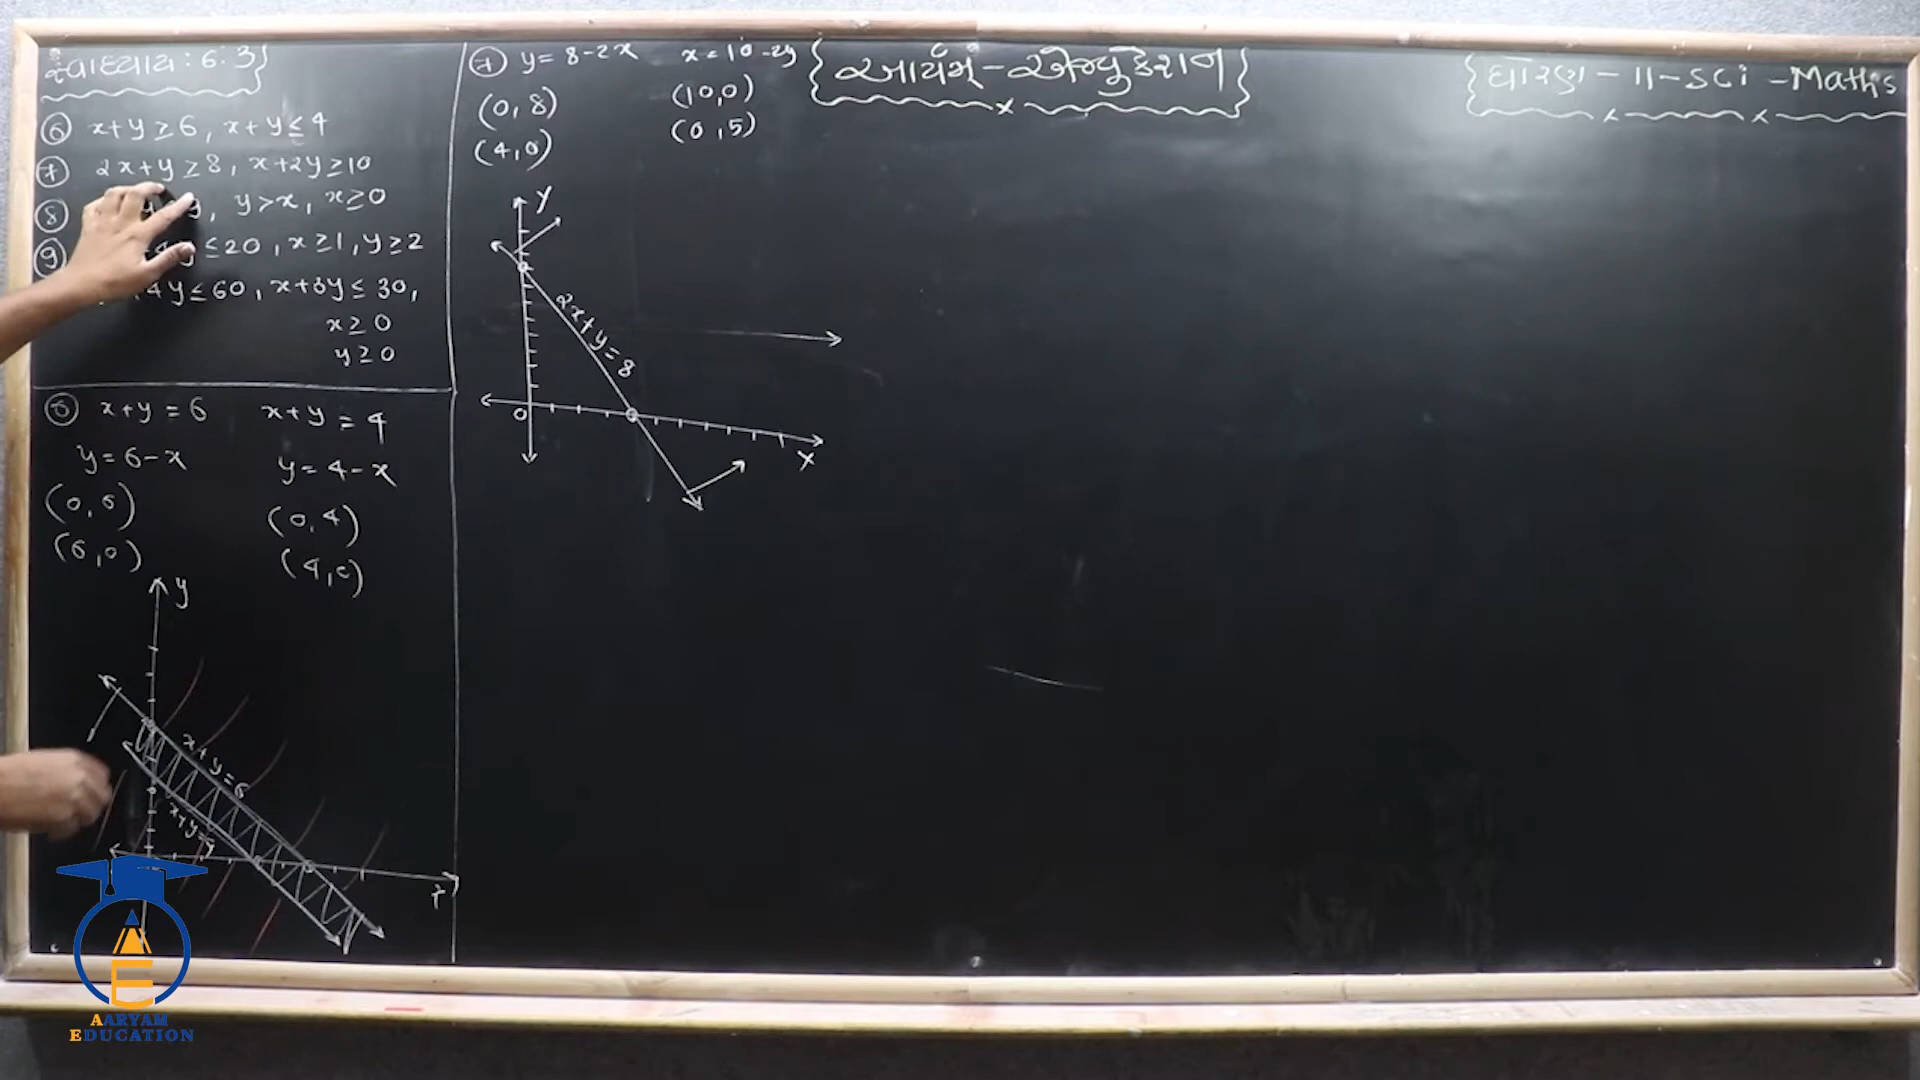 સ્વાધ્યાય : 6.3
⑥ x+y ≥ 6, x+y ≤ 4
⑦ 2x+y ≥ 8, x+2y ≥ 10
⑧ y, y > x, x ≥ 0
⑨ y ≤ 20, x ≥ 1, y ≥ 2
4y ≤ 60, x+3y ≤ 30,
x ≥ 0
y ≥ 0
⑥ x+y = 6 x+y = 4
y = 6-x y = 4-x
(0, 6) (0, 4)
(6, 0) (4, 0)
y
x+y=6
x+y=
⑦ y = 8-2x x = 10-2y
(0, 8) (10, 0)
(4, 0) (0, 5)
Y
2x+y=8
0
X
આર્યમ્ - એજ્યુકેશન
ધોરણ - 11 - Sci - Maths
AARYAM
EDUCATION